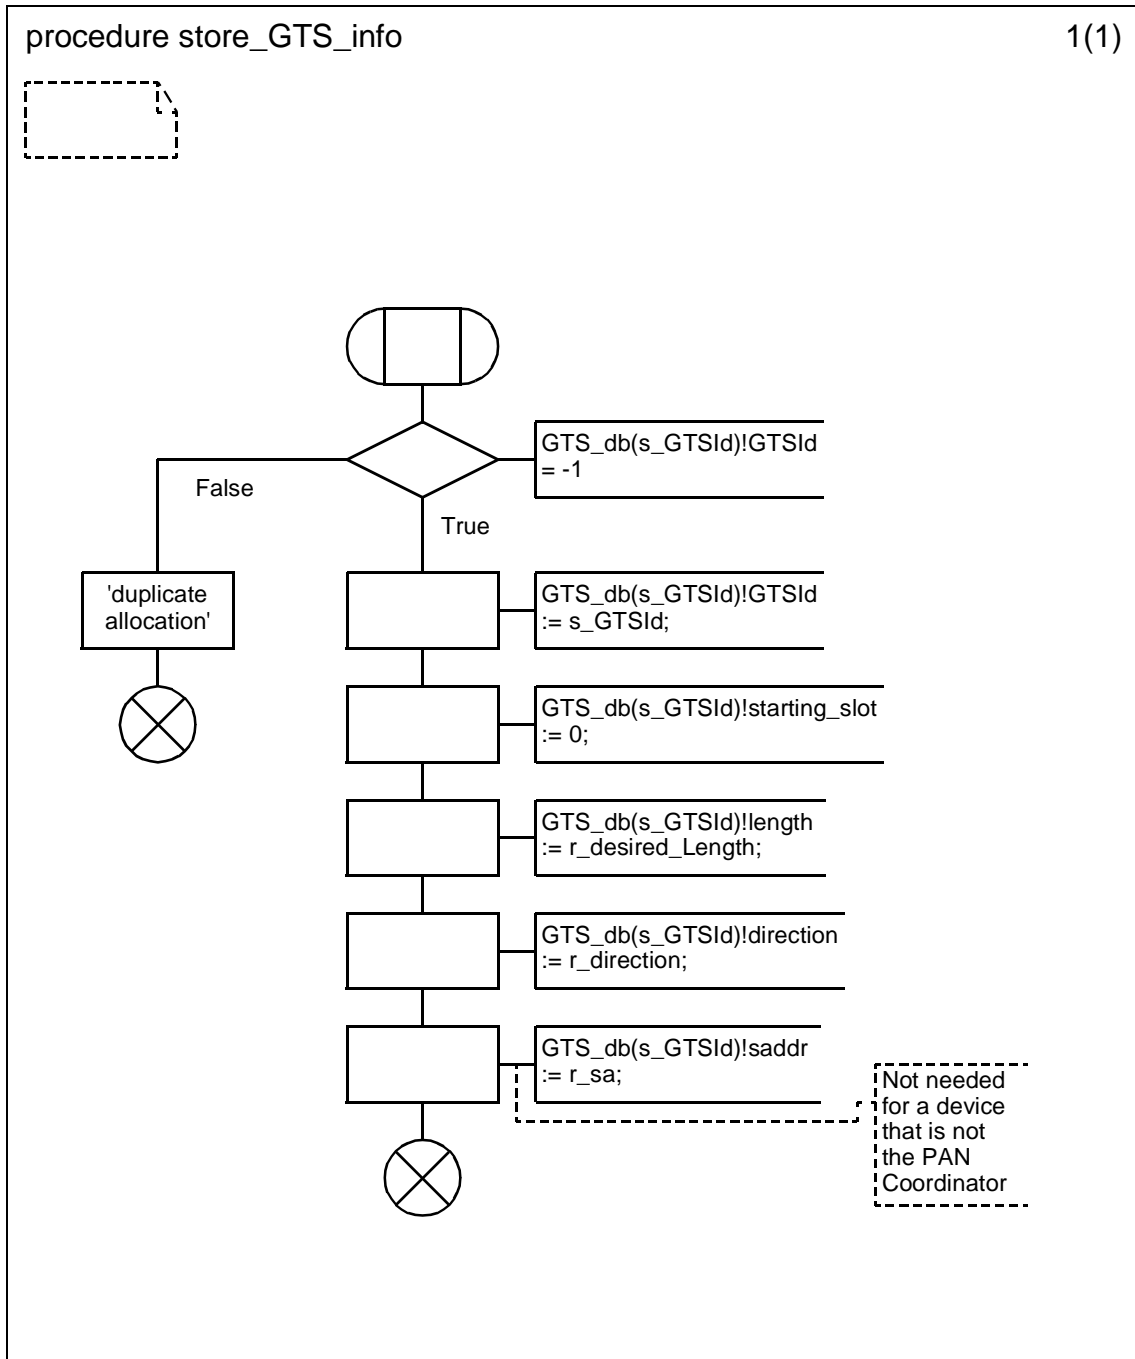 procedure store_GTS_info
1(1)
GTS_db(s_GTSId)!GTSId
= -1
False
True
'duplicate
allocation'
GTS_db(s_GTSId)!GTSId
:= s_GTSId;
GTS_db(s_GTSId)!starting_slot
:= 0;
GTS_db(s_GTSId)!length
:= r_desired_Length;
GTS_db(s_GTSId)!direction
:= r_direction;
GTS_db(s_GTSId)!saddr
:= r_sa;
Not needed
for a device
that is not
the PAN
Coordinator